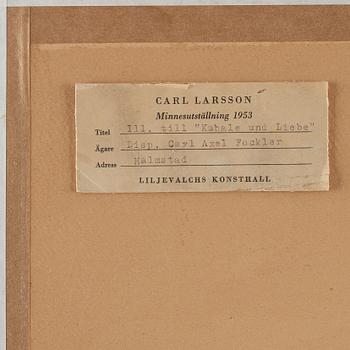 CARL LARSSON
Minnesutställning 1953
Titel Ill. till "Kabale und Liebe"
Ägare Disp. Carl Axel Fockler
Adress Halmstad
LILJEVALCHS KONSTHALL